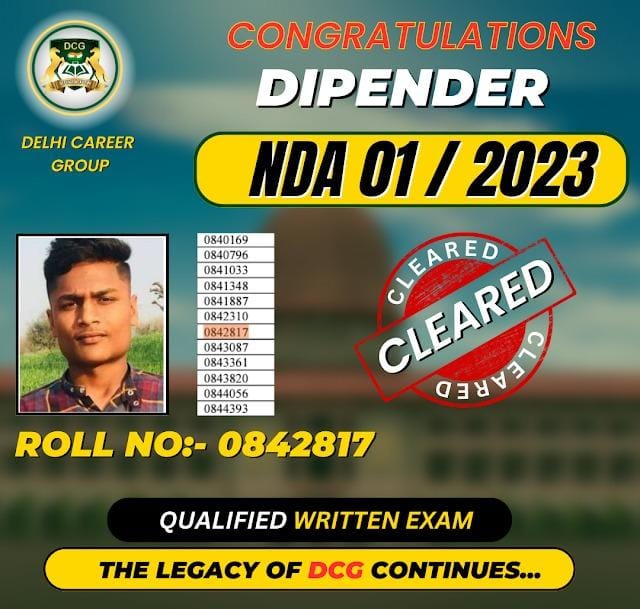 DCG
DELHI CAREER
GROUP
CONGRATULATIONS
DIPENDER
NDA 01 / 2023
0840169
0840796
0841033
0841348
0841887
0842310
0842817
0843087
0843361
0843820
0844056
0844393
CLEARED
CLEARED
CLEARED
ROLL NO:- 0842817
QUALIFIED WRITTEN EXAM
THE LEGACY OF DCG CONTINUES...